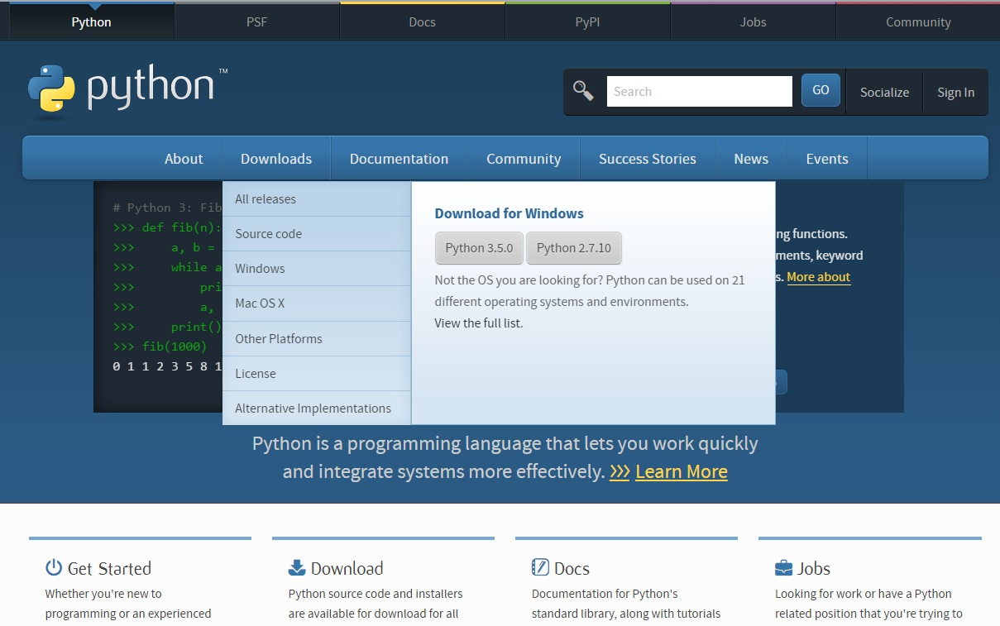 Python PSF Docs PyPI Jobs Community
python™
Search GO Socialize Sign In
About Downloads Documentation Community Success Stories News Events
# Python 3: Fib
>>> def fib(n):
>>> a, b =
>>> while a
>>> pri
>>> a,
>>> print()
>>> fib(1000)
0 1 1 2 3 5 8 1
All releases
Source code
Windows
Mac OS X
Other Platforms
License
Alternative Implementations
Download for Windows
Python 3.5.0 Python 2.7.10
Not the OS you are looking for? Python can be used on 21
different operating systems and environments.
View the full list.
ng functions.
ments, keyword
s. More about
Python is a programming language that lets you work quickly
and integrate systems more effectively. >>> Learn More
Get Started
Whether you're new to
programming or an experienced
Download
Python source code and installers
are available for download for all
Docs
Documentation for Python's
standard library, along with tutorials
Jobs
Looking for work or have a Python
related position that you're trying to